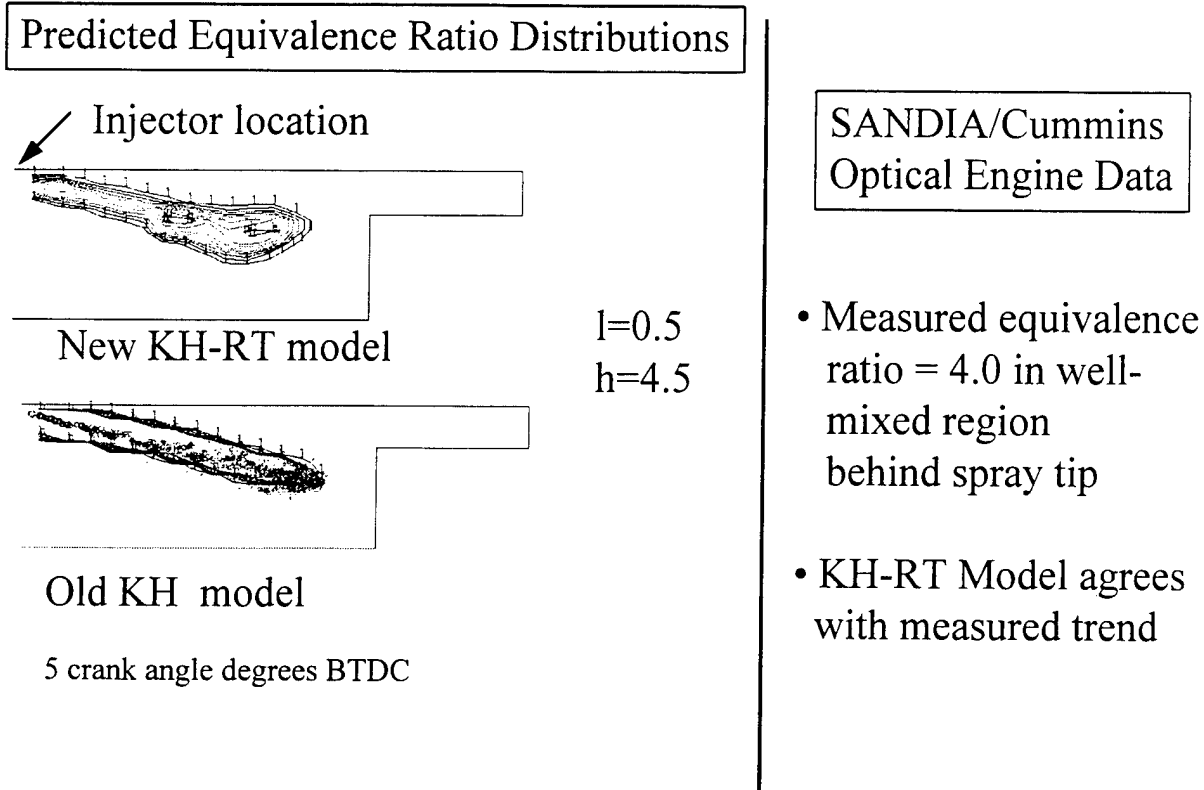 Predicted Equivalence Ratio Distributions
Injector location
New KH-RT model
l=0.5
h=4.5
Old KH model
5 crank angle degrees BTDC
SANDIA/Cummins
Optical Engine Data
• Measured equivalence
ratio = 4.0 in well-
mixed region
behind spray tip
• KH-RT Model agrees
with measured trend